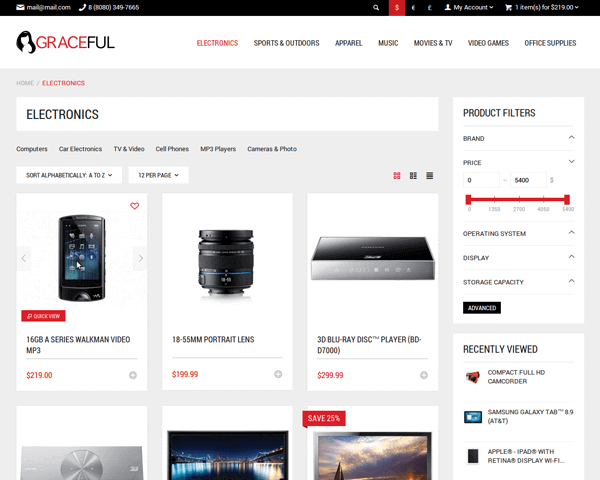 mail@mail.com 8 (8080) 349-7665 $ € £ My Account 1 item(s) for $219.00
GRACEFUL
ELECTRONICS SPORTS & OUTDOORS APPAREL MUSIC MOVIES & TV VIDEO GAMES OFFICE SUPPLIES
HOME / ELECTRONICS
ELECTRONICS
Computers Car Electronics TV & Video Cell Phones MP3 Players Cameras & Photo
SORT ALPHABETICALLY: A TO Z 12 PER PAGE
QUICK VIEW
16GB A SERIES WALKMAN VIDEO
MP3
$219.00
18-55MM PORTRAIT LENS
$199.99
3D BLU-RAY DISC™ PLAYER (BD-
D7000)
$299.99
SAVE 25%
PRODUCT FILTERS
BRAND
PRICE
0 – 5400 $
0 1350 2700 4050 5400
OPERATING SYSTEM
DISPLAY
STORAGE CAPACITY
ADVANCED
RECENTLY VIEWED
COMPACT FULL HD
CAMCORDER
SAMSUNG GALAXY TAB™ 8.9
(AT&T)
APPLE® - IPAD® WITH
RETINA® DISPLAY WI-FI...